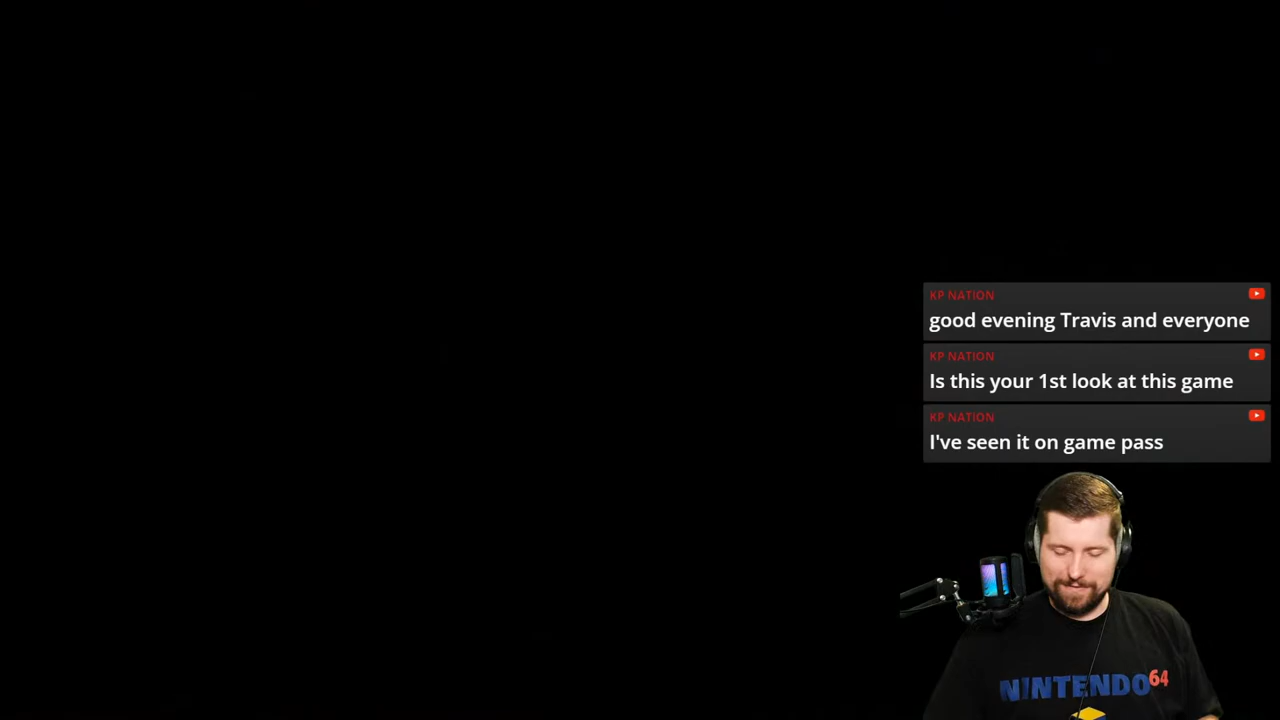 KP NATION
good evening Travis and everyone
KP NATION
Is this your 1st look at this game
KP NATION
I've seen it on game pass
NINTENDO64